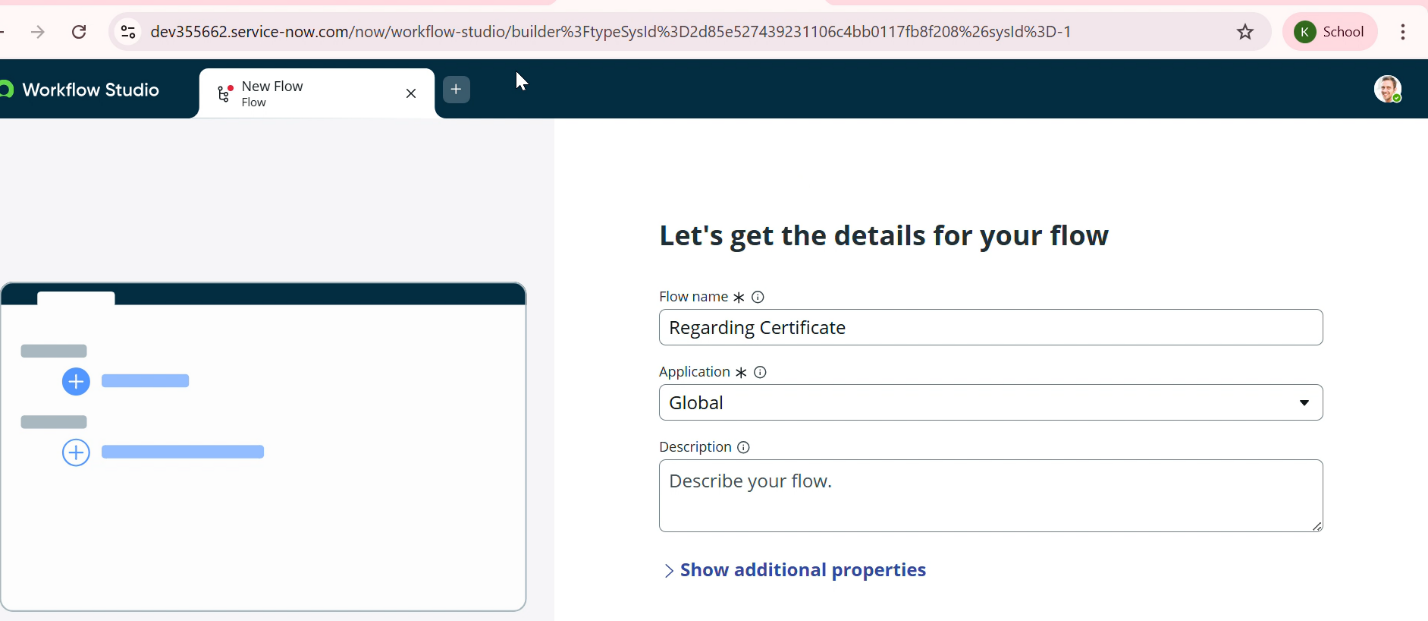 dev355662.service-now.com/now/workflow-studio/builder%3FtypeSysId%3D2d85e527439231106c4bb0117fb8f208%26sysId%3D-1
K School
Workflow Studio
New Flow
Flow
Let's get the details for your flow
Flow name *
Regarding Certificate
Application *
Global
Description
Describe your flow.
Show additional properties